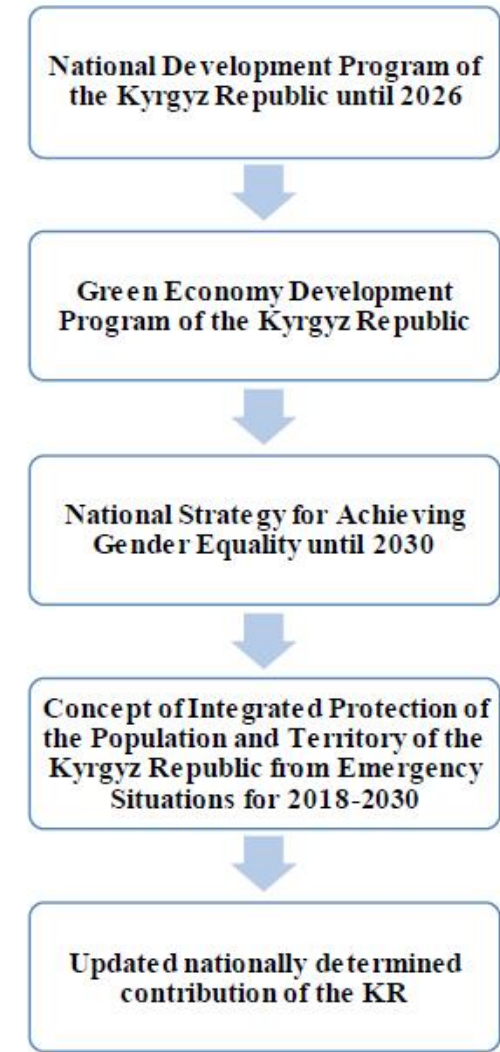 National Development Program of
the Kyrgyz Republic until 2026
Green Economy Development
Program of the Kyrgyz Republic
National Strategy for Achieving
Gender Equality until 2030
Concept of Integrated Protection of
the Population and Territory of the
Kyrgyz Republic from Emergency
Situations for 2018-2030
Updated nationally determined
contribution of the KR